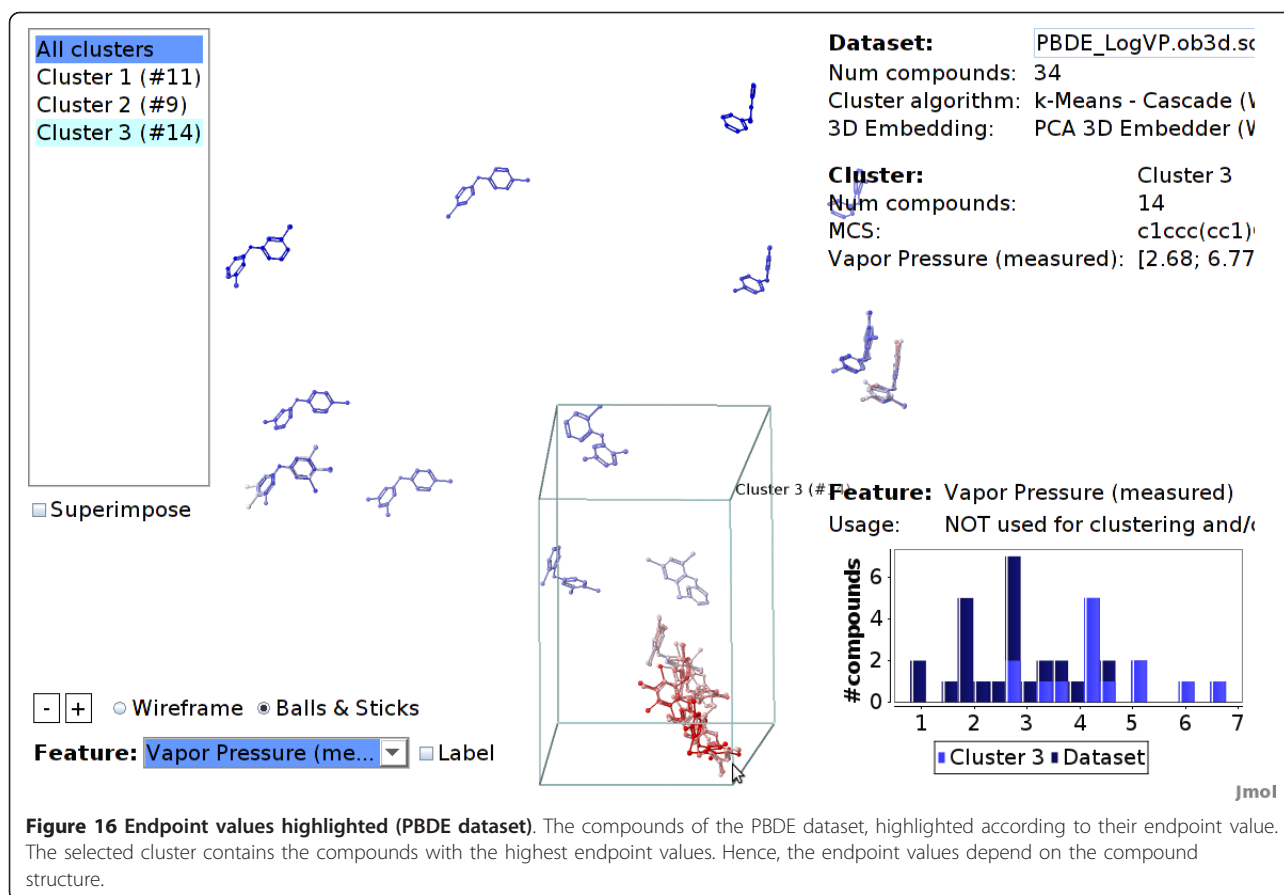 All clusters
Cluster 1 (#11)
Cluster 2 (#9)
Cluster 3 (#14)
Superimpose
- + Wireframe Balls & Sticks
Feature: Vapor Pressure (me... Label
Dataset: PBDE_LogVP.ob3d.sc
Num compounds: 34
Cluster algorithm: k-Means - Cascade (
3D Embedding: PCA 3D Embedder (
Cluster: Cluster 3
Num compounds: 14
MCS: c1ccc(cc1)
Vapor Pressure (measured): [2.68; 6.77
Cluster 3 (#
Feature: Vapor Pressure (measured)
Usage: NOT used for clustering and/
#compounds
6
4
2
0
1 2 3 4 5 6 7
Cluster 3 Dataset
Jmol
Figure 16 Endpoint values highlighted (PBDE dataset). The compounds of the PBDE dataset, highlighted according to their endpoint value.
The selected cluster contains the compounds with the highest endpoint values. Hence, the endpoint values depend on the compound
structure.